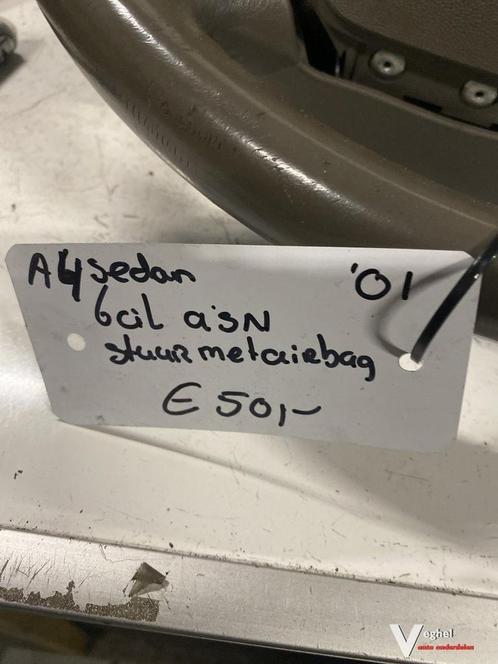 A4 sedan '01
6cil asN
stuur met airbag
€ 50,-
Veghel
auto onderdelen